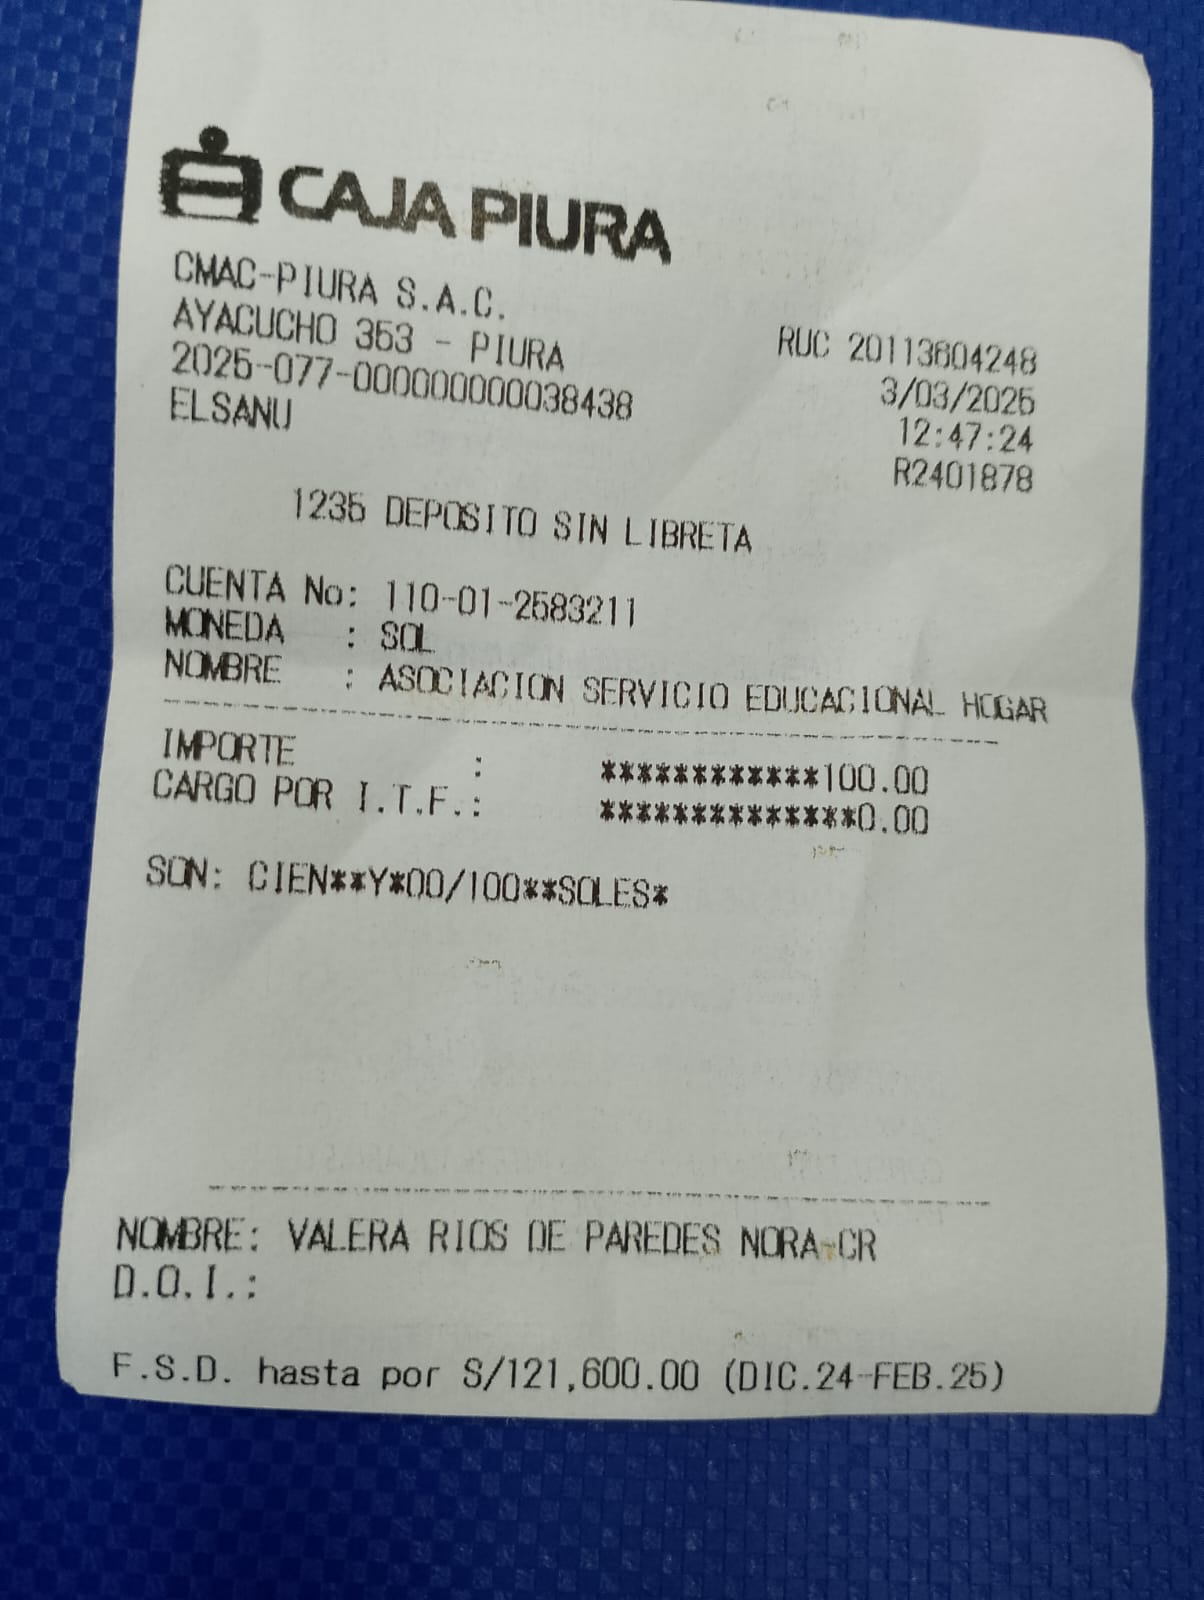 CAJA PIURA
CMAC-PIURA S.A.C.
AYACUCHO 353 - PIURA RUC 20113604248
2025-077-000000000038438 3/03/2025
ELSANU 12:47:24
R2401878
1235 DEPOSITO SIN LIBRETA
CUENTA No: 110-01-2583211
MONEDA : SOL
NOMBRE : ASOCIACION SERVICIO EDUCACIONAL HOGAR
IMPORTE : ************100.00
CARGO POR I.T.F.: **************0.00
SON: CIEN**Y*00/100**SOLES*
NOMBRE: VALERA RIOS DE PAREDES NORA-CR
D.O.I.:
F.S.D. hasta por S/121,600.00 (DIC.24-FEB.25)